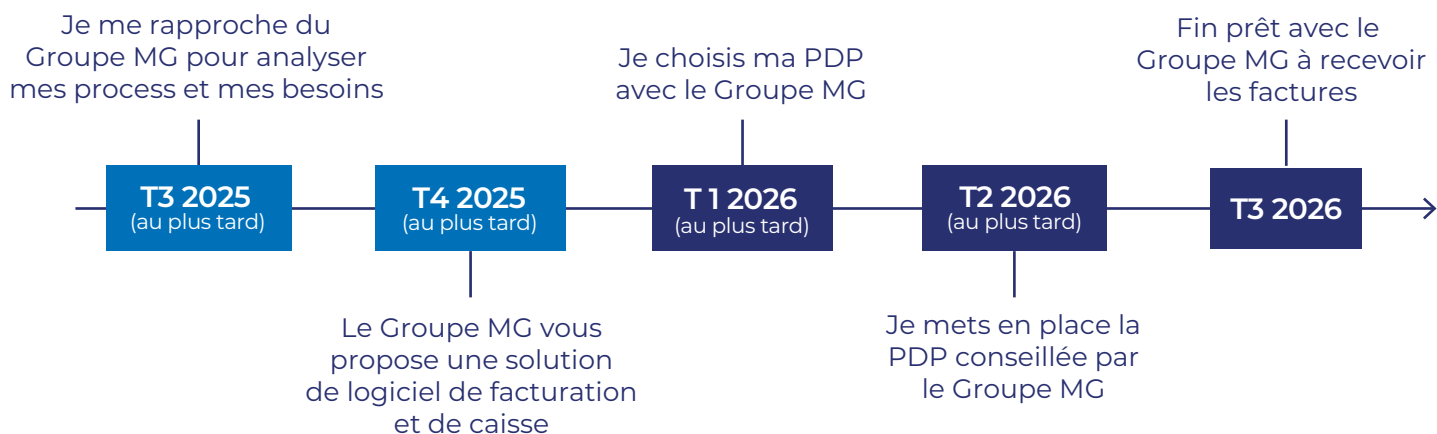 Je me rapproche du
Groupe MG pour analyser
mes process et mes besoins
T3 2025
(au plus tard)
Le Groupe MG vous
propose une solution
de logiciel de facturation
et de caisse
T4 2025
(au plus tard)
Je choisis ma PDP
avec le Groupe MG
T 1 2026
(au plus tard)
Je mets en place la
PDP conseillée par
le Groupe MG
T2 2026
(au plus tard)
Fin prêt avec le
Groupe MG à recevoir
les factures
T3 2026